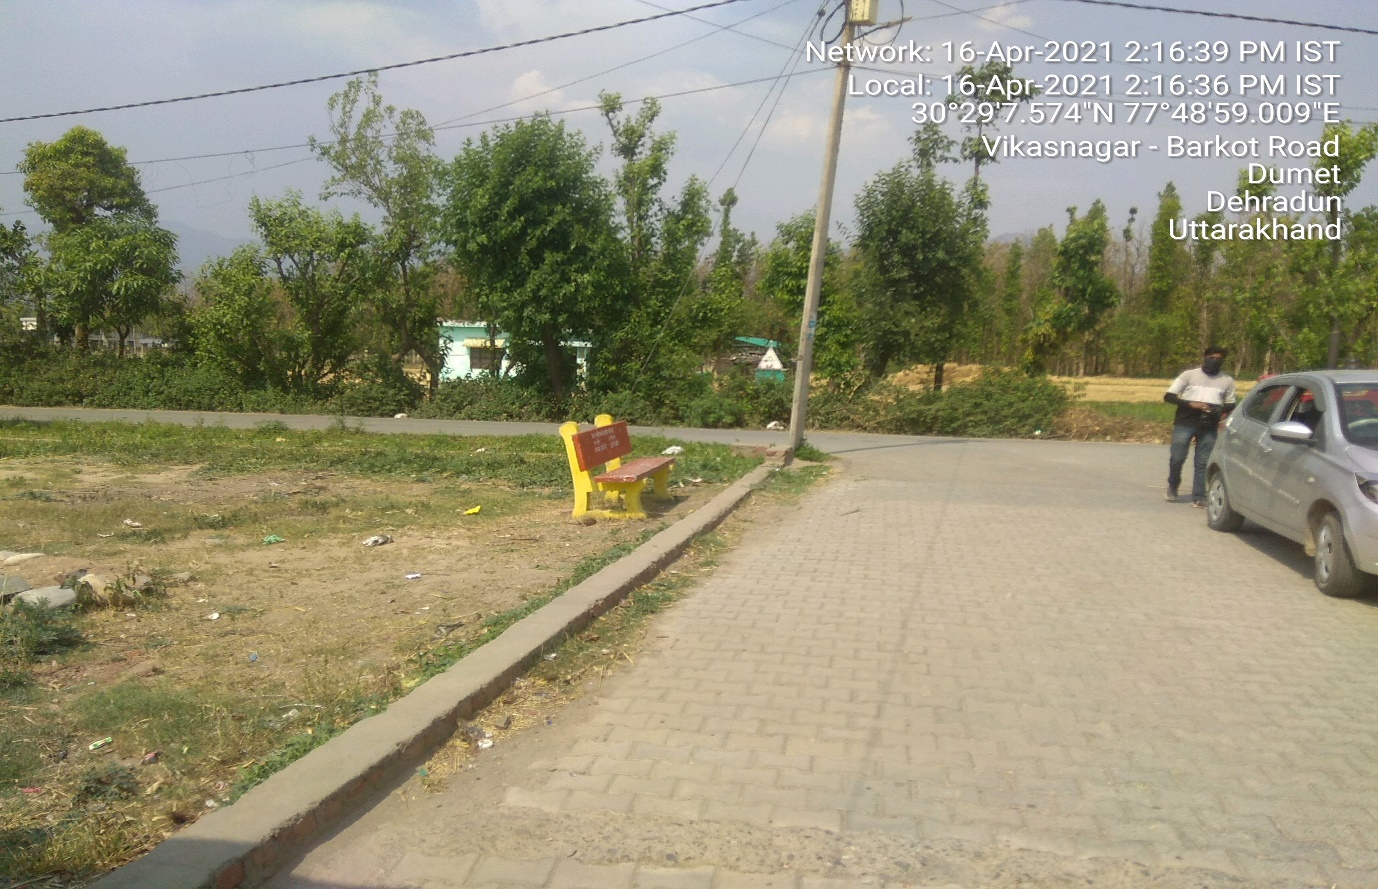 Network: 16-Apr-2021 2:16:39 PM IST
Local: 16-Apr-2021 2:16:36 PM IST
30°29'7.574"N 77°48'59.009"E
Vikasnagar - Barkot Road
Dumet
Dehradun
Uttarakhand